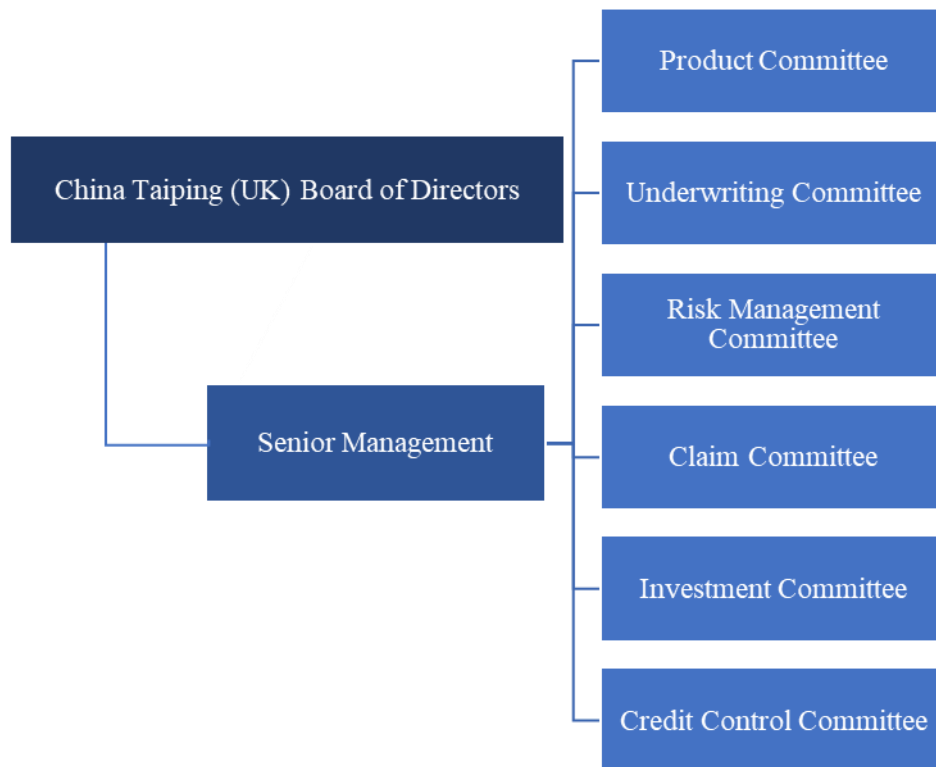 China Taiping (UK) Board of Directors
Senior Management
Product Committee
Underwriting Committee
Risk Management
Committee
Claim Committee
Investment Committee
Credit Control Committee